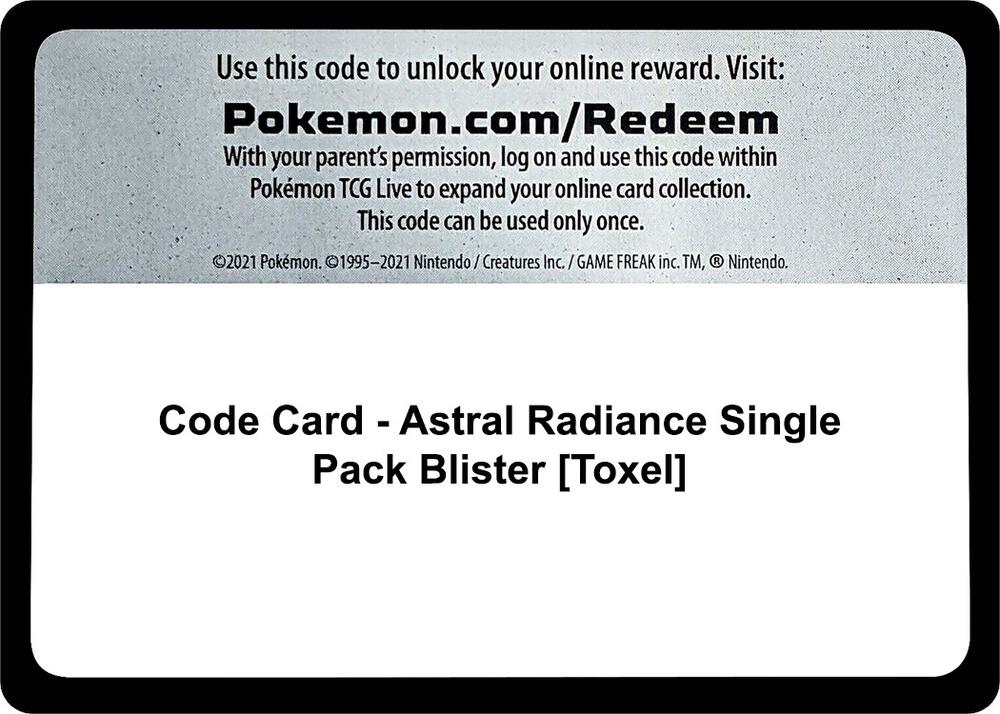 Use this code to unlock your online reward. Visit:
Pokemon.com/Redeem
With your parent's permission, log on and use this code within
Pokémon TCG Live to expand your online card collection.
This code can be used only once.
©2021 Pokémon. ©1995–2021 Nintendo / Creatures Inc. / GAME FREAK inc. TM, ® Nintendo.
Code Card - Astral Radiance Single
Pack Blister [Toxel]